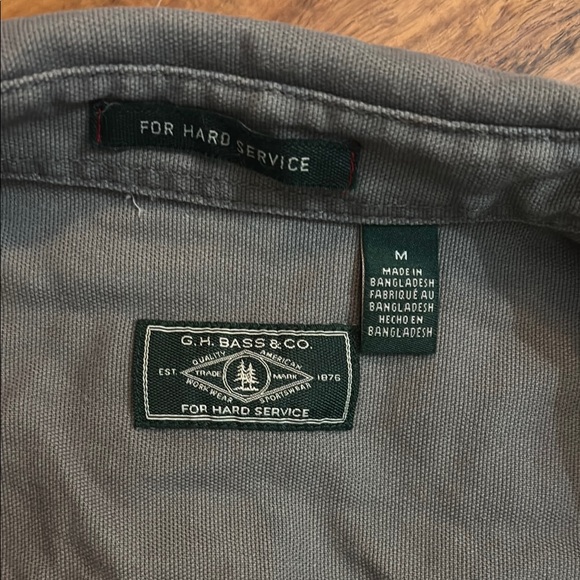 FOR HARD SERVICE
M
MADE IN
BANGLADESH
FABRIQUÉ AU
BANGLADESH
HECHO EN
BANGLADESH
G.H. BASS & CO.
QUALITY AMERICAN
EST. TRADE MARK 1876
WORKWEAR SPORTSWEAR
FOR HARD SERVICE